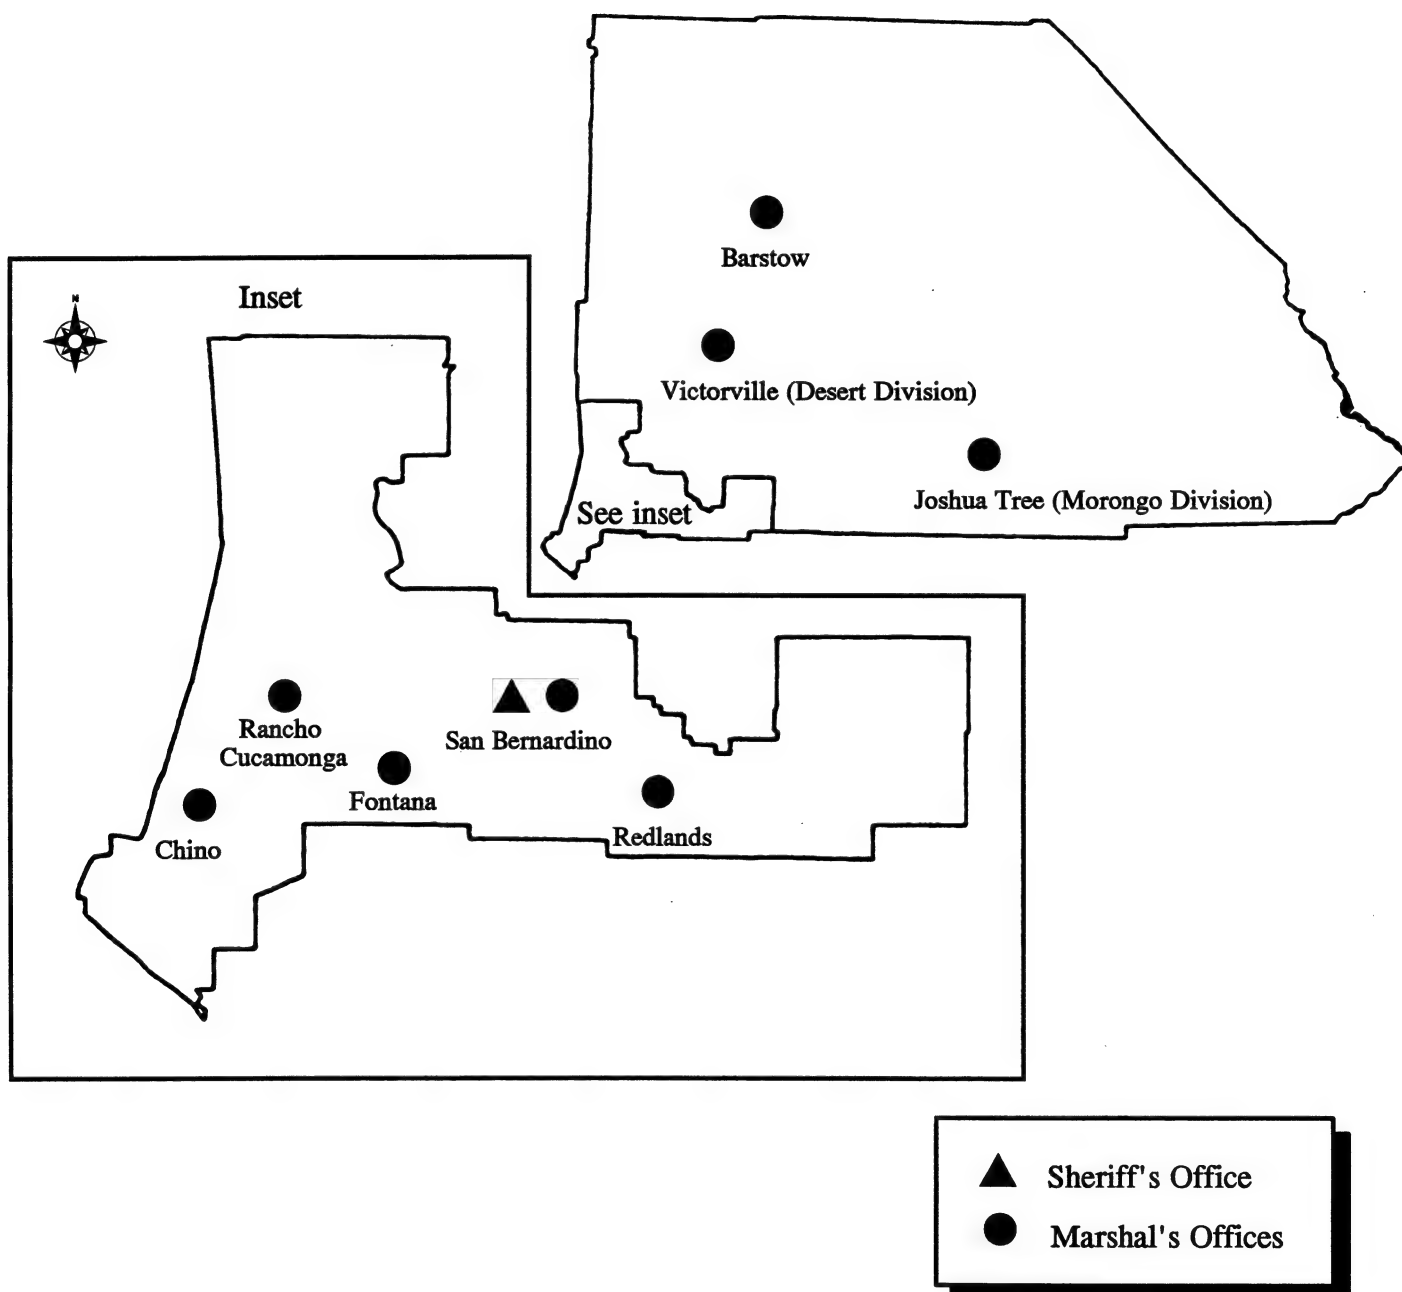 Barstow
Victorville (Desert Division)
Joshua Tree (Morongo Division)
See inset
Inset
N
Rancho
Cucamonga
San Bernardino
Fontana
Redlands
Chino
Sheriff's Office
Marshal's Offices